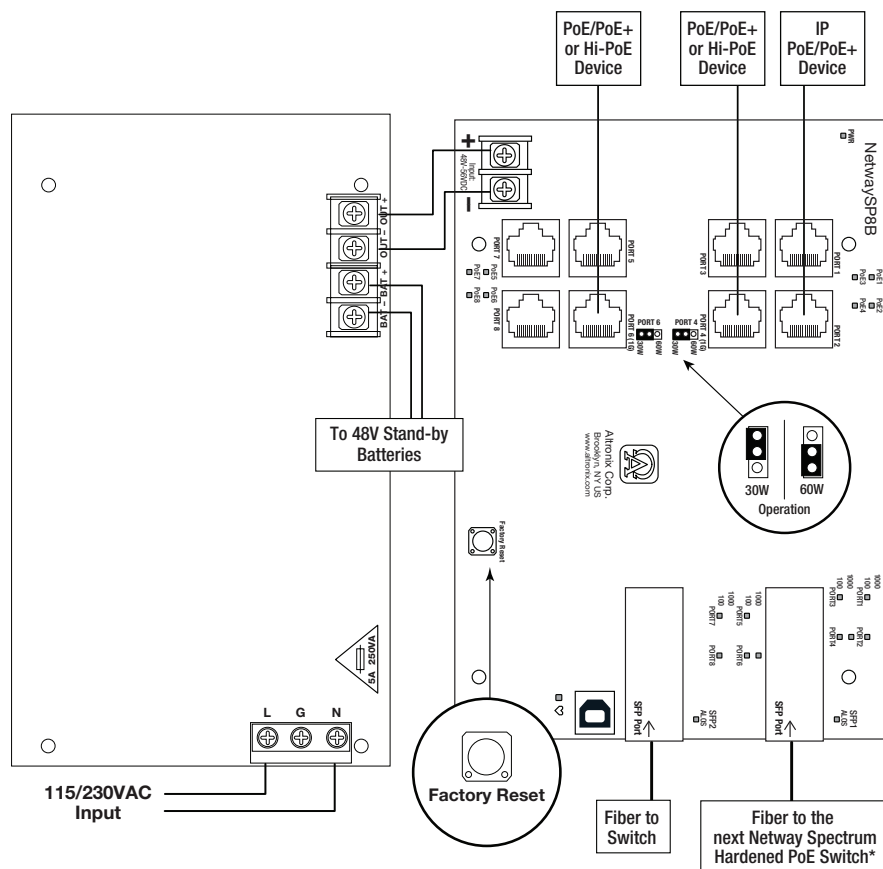 PoE/PoE+
or Hi-PoE
Device
PoE/PoE+
or Hi-PoE
Device
IP
PoE/PoE+
Device
+
Input:
48V-56VDC
–
PWR
NetwaySP8B
OUT +
OUT –
BAT +
BAT –
PORT 7
PORT 5
PORT 3
PORT 1
PoE7
PoE5
PoE8
PoE6
PoE3
PoE1
PoE4
PoE2
PORT 8
PORT 6 (1G)
PORT 6
30W
60W
PORT 4
30W
60W
PORT 4 (1G)
PORT 2
To 48V Stand-by
Batteries
Altronix Corp.
Brooklyn, NY US
www.altronix.com
30W
60W
Operation
Factory Reset
1000
100
PORT7
1000
100
PORT5
PORT8
PORT6
1000
100
PORT3
1000
100
PORT1
PORT4
PORT2
5A 250VA
L
G
N
SFP Port
SFP2
ALOS
SFP Port
SFP1
ALOS
115/230VAC
Input
Factory Reset
Fiber to
Switch
Fiber to the
next Netway Spectrum
Hardened PoE Switch*